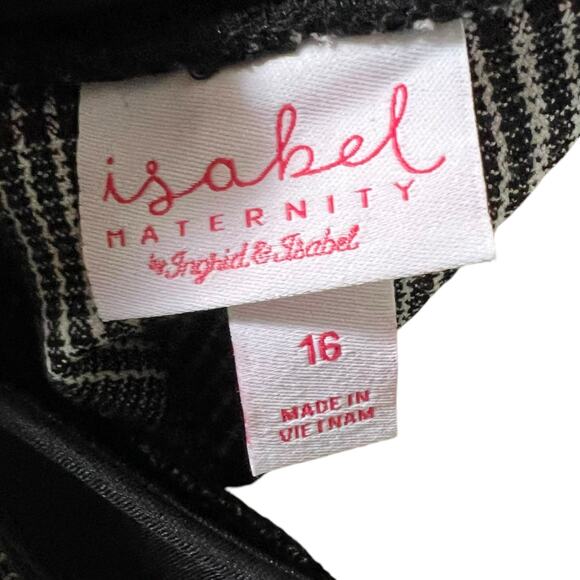 isabel
MATERNITY
by Ingrid & Isabel
16
MADE IN
VIETNAM